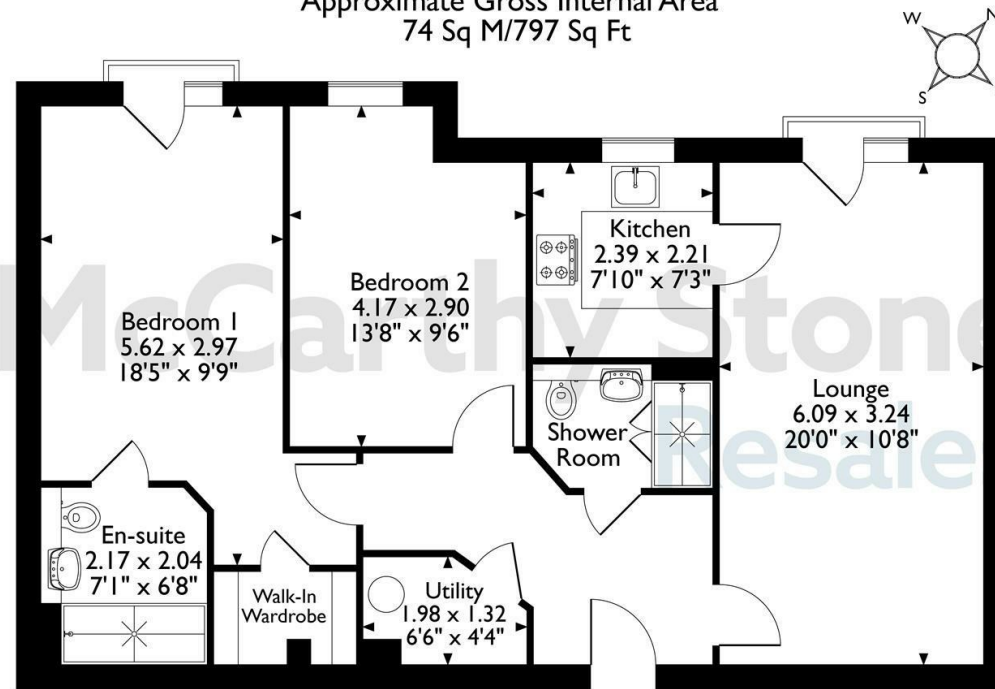 Approximate Gross Internal Area
74 Sq M/797 Sq Ft
W
N
S
McCarthy Stone
Resale
Bedroom 1
5.62 x 2.97
18'5" x 9'9"
Bedroom 2
4.17 x 2.90
13'8" x 9'6"
Kitchen
2.39 x 2.21
7'10" x 7'3"
Lounge
6.09 x 3.24
20'0" x 10'8"
Shower
Room
En-suite
2.17 x 2.04
7'1" x 6'8"
Walk-In
Wardrobe
Utility
1.98 x 1.32
6'6" x 4'4"